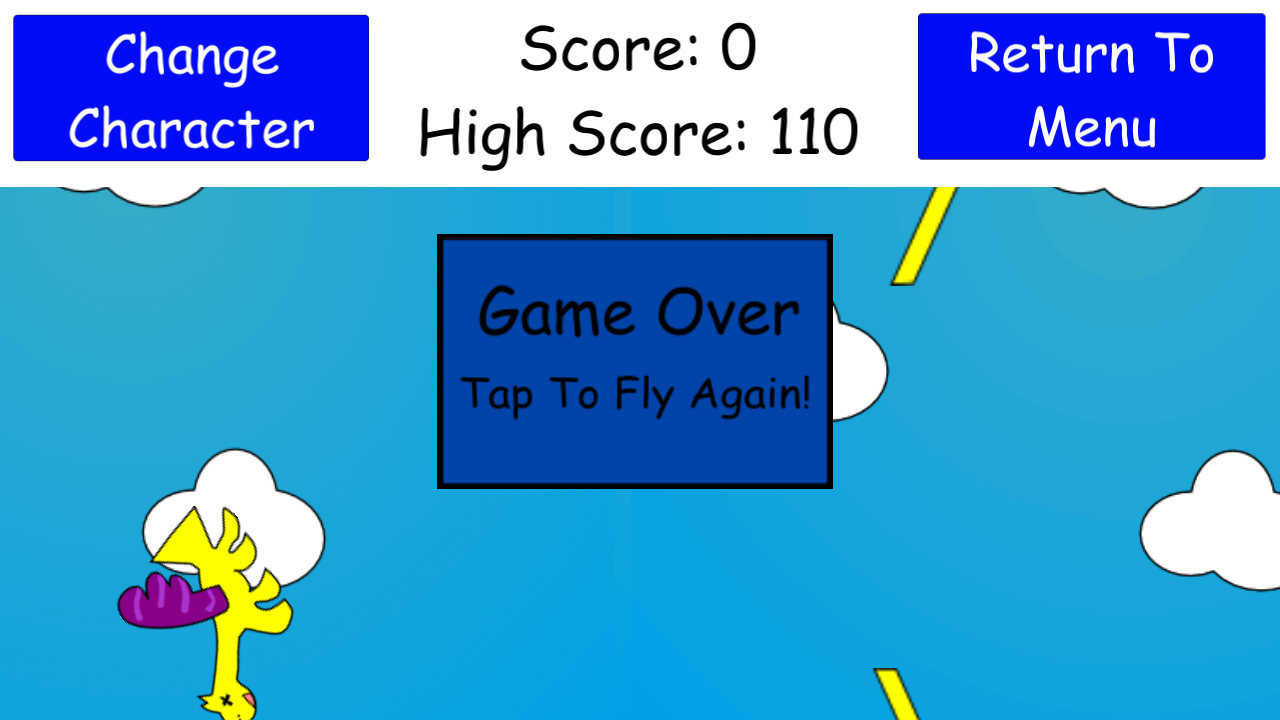 Change
Character
Score: 0
High Score: 110
Return To
Menu
Game Over
Tap To Fly Again!